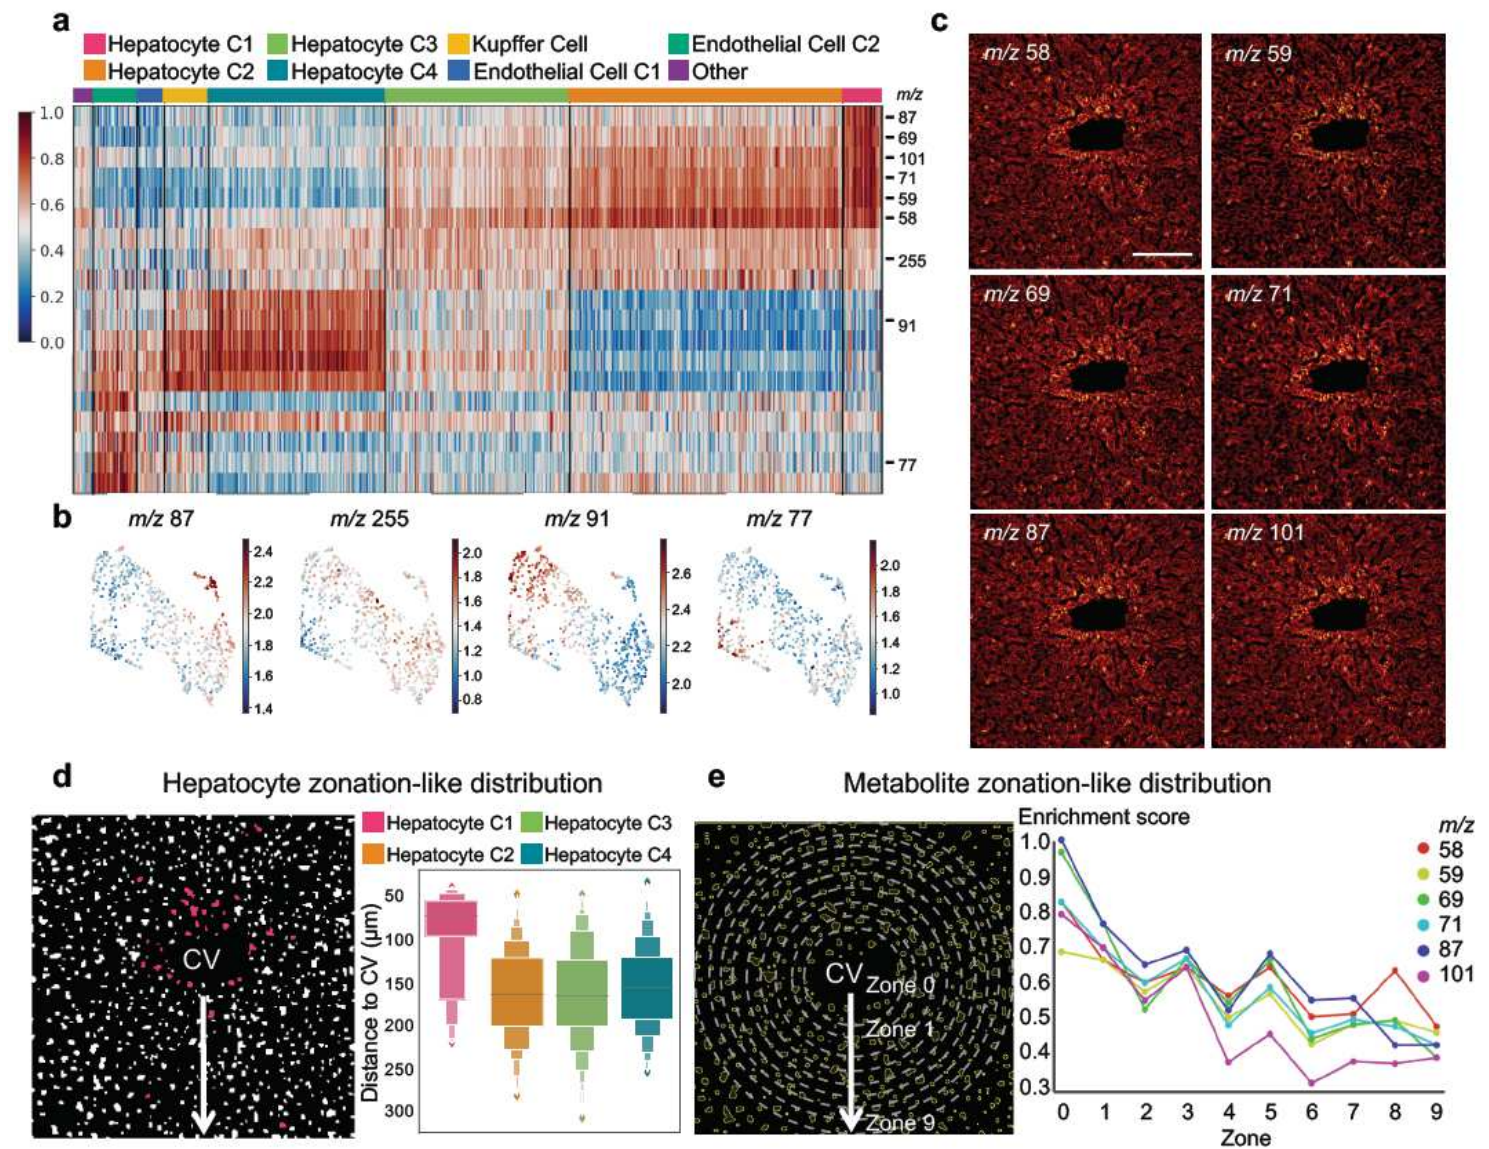 a
Hepatocyte C1 Hepatocyte C3 Kupffer Cell Endothelial Cell C2
Hepatocyte C2 Hepatocyte C4 Endothelial Cell C1 Other
m/z
1.0
0.8
0.6
0.4
0.2
0.0
87
69
101
71
59
58
255
91
77
b
m/z 87 m/z 255 m/z 91 m/z 77
2.4
2.2
2.0
1.8
1.6
1.4
2.0
1.8
1.6
1.4
1.2
1.0
0.8
2.6
2.4
2.2
2.0
2.0
1.8
1.6
1.4
1.2
1.0
c
m/z 58 m/z 59
m/z 69 m/z 71
m/z 87 m/z 101
d Hepatocyte zonation-like distribution
CV
Hepatocyte C1 Hepatocyte C3
Hepatocyte C2 Hepatocyte C4
Distance to CV (μm)
50
100
150
200
250
300
e Metabolite zonation-like distribution
CV Zone 0
Zone 1
Zone 9
Enrichment score
1.0
0.9
0.8
0.7
0.6
0.5
0.4
0.3
0 1 2 3 4 5 6 7 8 9
Zone
m/z
58
59
69
71
87
101